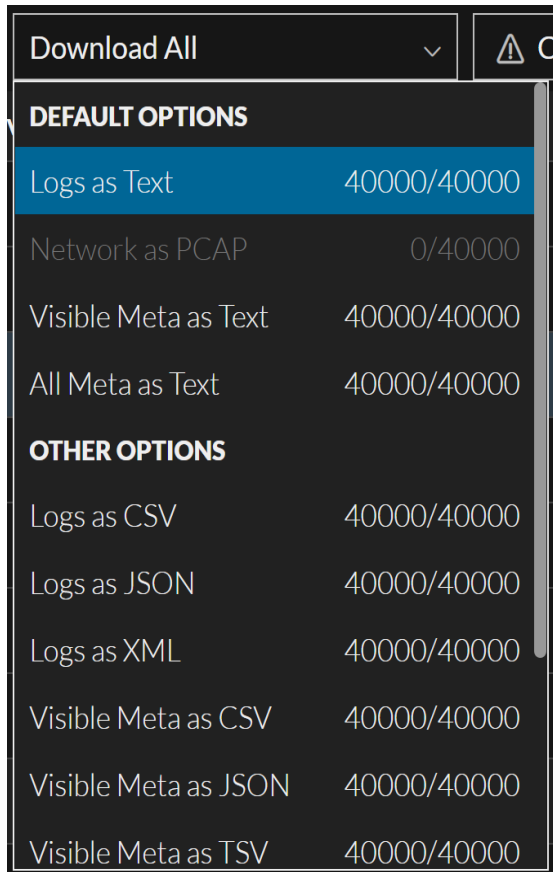 Download All
C
DEFAULT OPTIONS
Logs as Text 40000/40000
Network as PCAP 0/40000
Visible Meta as Text 40000/40000
All Meta as Text 40000/40000
OTHER OPTIONS
Logs as CSV 40000/40000
Logs as JSON 40000/40000
Logs as XML 40000/40000
Visible Meta as CSV 40000/40000
Visible Meta as JSON 40000/40000
Visible Meta as TSV 40000/40000